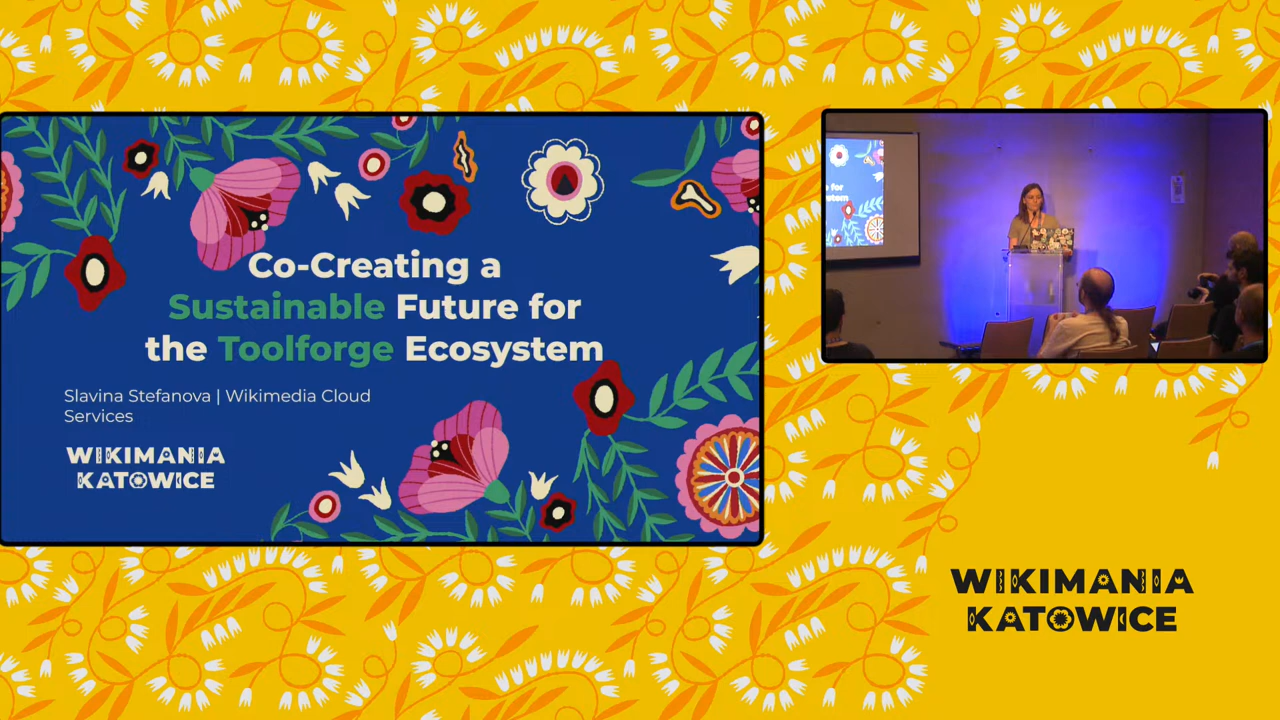 Co-Creating a
Sustainable Future for
the Toolforge Ecosystem
Slavina Stefanova | Wikimedia Cloud
Services
WIKIMANIA
KATOWICE
WIKIMANIA
KATOWICE